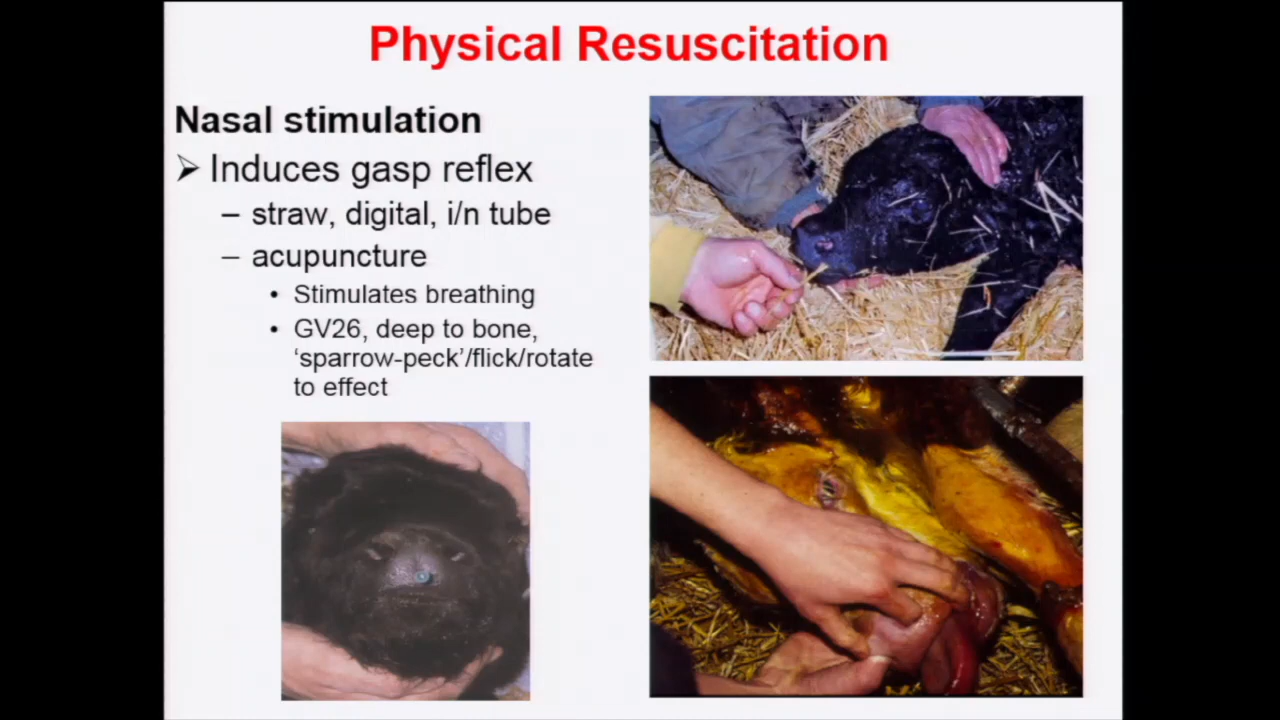 Physical Resuscitation
Nasal stimulation
➢ Induces gasp reflex
– straw, digital, i/n tube
– acupuncture
• Stimulates breathing
• GV26, deep to bone,
‘sparrow-peck’/flick/rotate
to effect